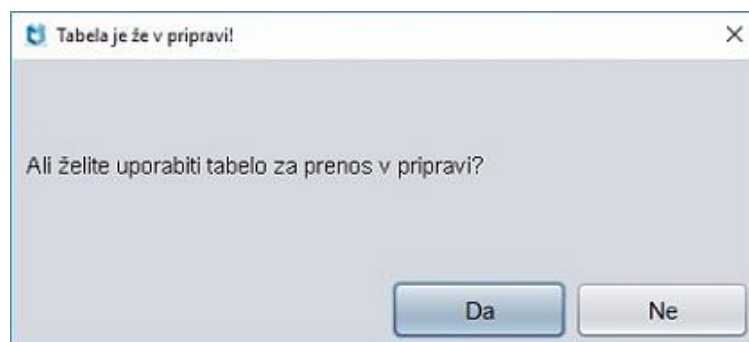 Tabela je že v pripravi!
Ali želite uporabiti tabelo za prenos v pripravi?
Da Ne